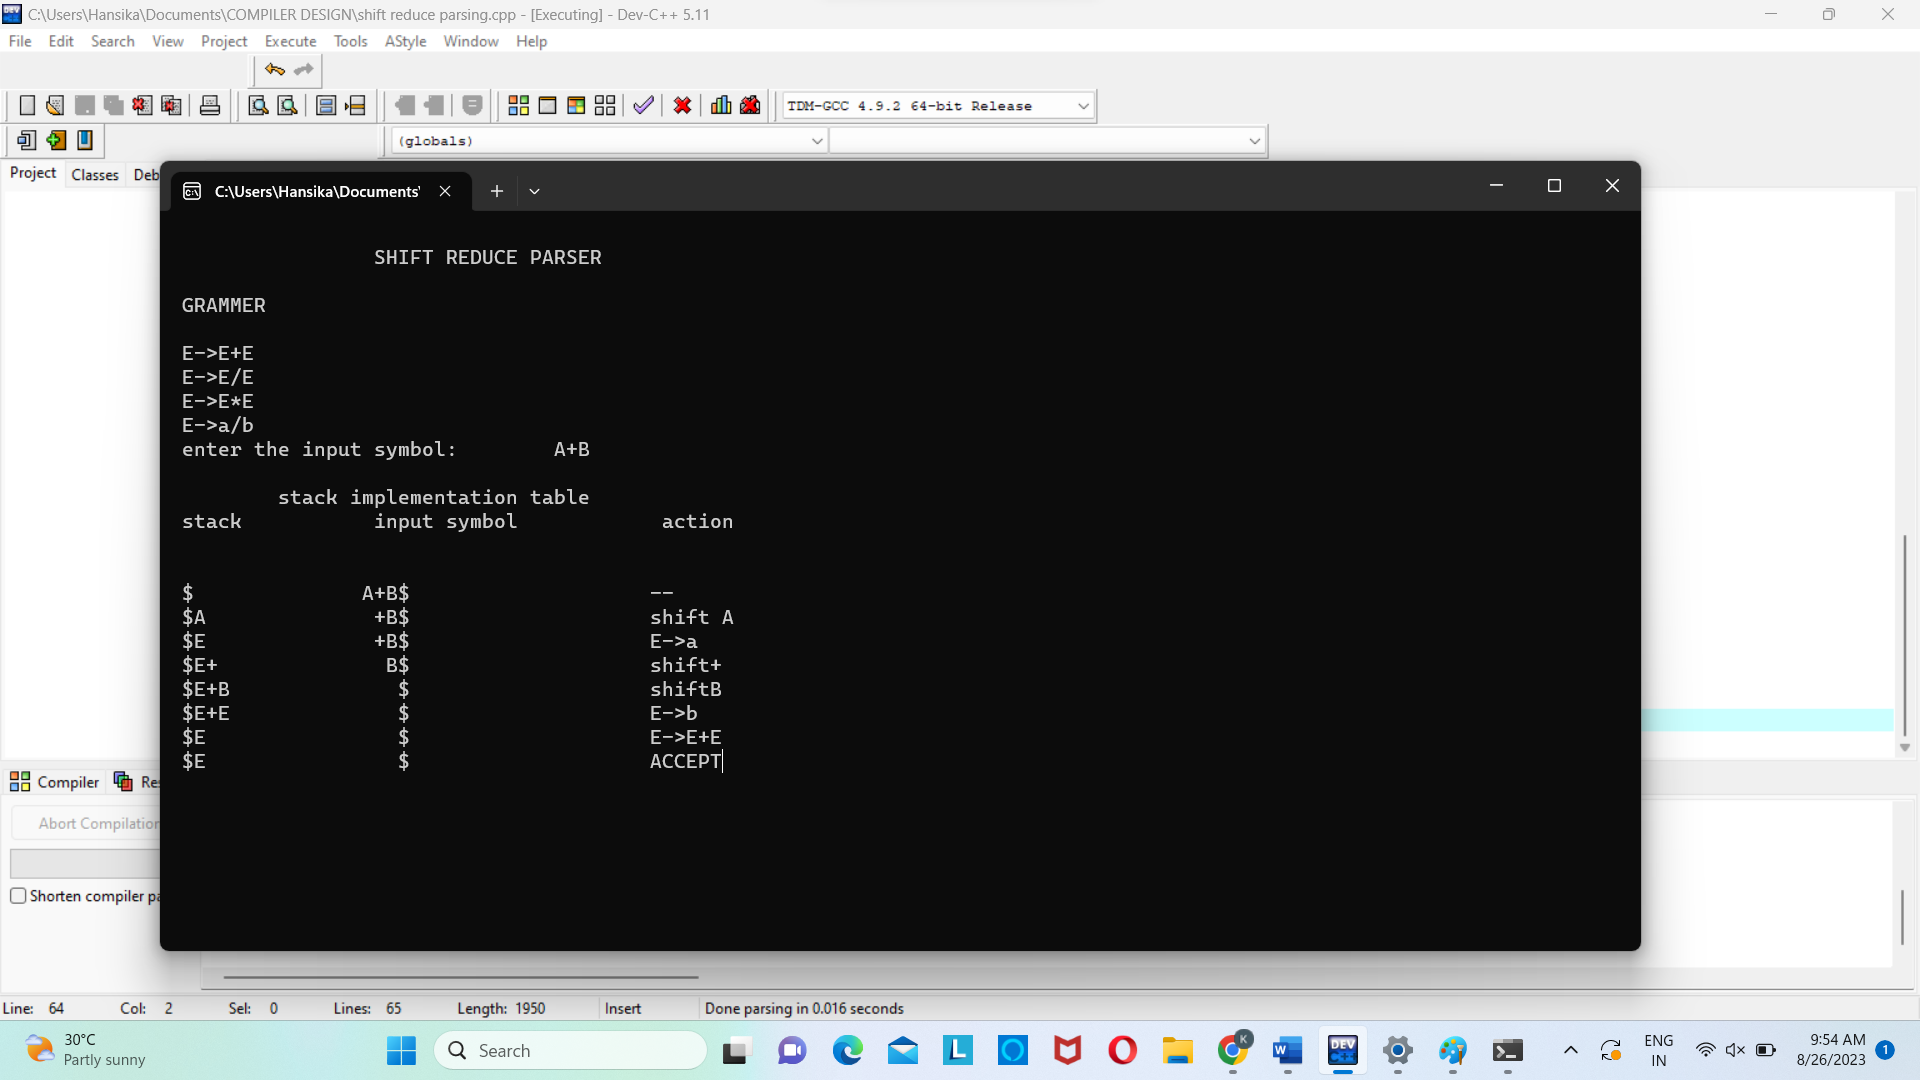 C:\Users\Hansika\Documents\COMPILER DESIGN\shift reduce parsing.cpp - [Executing] - Dev-C++ 5.11
File Edit Search View Project Execute Tools AStyle Window Help
TDM-GCC 4.9.2 64-bit Release
(globals)
Project Classes Deb
C:\Users\Hansika\Documents'
SHIFT REDUCE PARSER
GRAMMER
E->E+E
E->E/E
E->E*E
E->a/b
enter the input symbol: A+B
stack implementation table
stack input symbol action
$ A+B$ --
$A +B$ shift A
$E +B$ E->a
$E+ B$ shift+
$E+B $ shiftB
$E+E $ E->b
$E $ E->E+E
$E $ ACCEPT
Compiler Res
Abort Compilation
Shorten compiler pa
Line: 64 Col: 2 Sel: 0 Lines: 65 Length: 1950 Insert Done parsing in 0.016 seconds
30°C
Partly sunny
Search
L
K
W
DEV
C++
ENG
IN
9:54 AM
8/26/2023
1